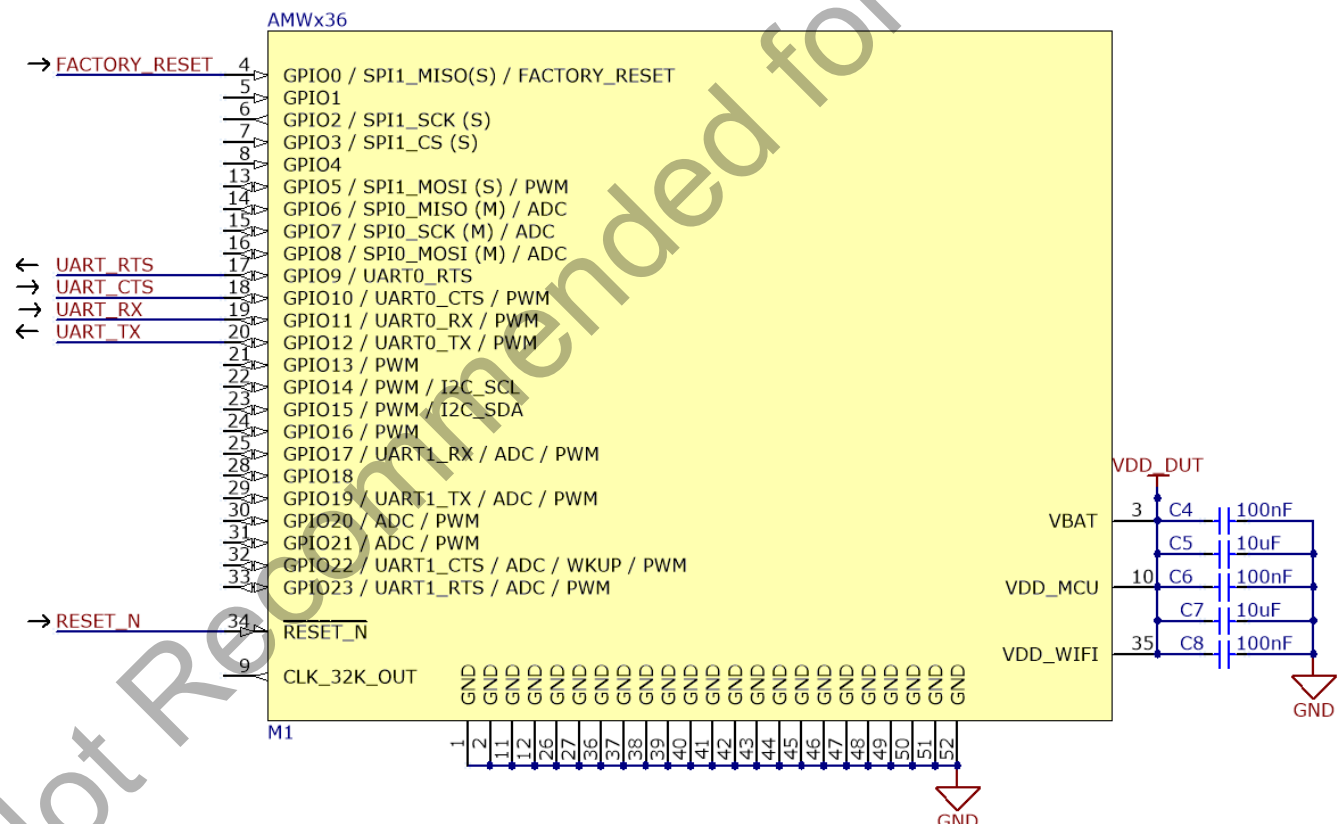 AMWx36
→ FACTORY_RESET 4 GPIO0 / SPI1_MISO(S) / FACTORY_RESET
5 GPIO1
6 GPIO2 / SPI1_SCK (S)
7 GPIO3 / SPI1_CS (S)
8 GPIO4
13 GPIO5 / SPI1_MOSI (S) / PWM
14 GPIO6 / SPI0_MISO (M) / ADC
15 GPIO7 / SPI0_SCK (M) / ADC
16 GPIO8 / SPI0_MOSI (M) / ADC
← UART_RTS 17 GPIO9 / UART0_RTS
→ UART_CTS 18 GPIO10 / UART0_CTS / PWM
→ UART_RX 19 GPIO11 / UART0_RX / PWM
← UART_TX 20 GPIO12 / UART0_TX / PWM
21 GPIO13 / PWM
22 GPIO14 / PWM / I2C_SCL
23 GPIO15 / PWM / I2C_SDA
24 GPIO16 / PWM
25 GPIO17 / UART1_RX / ADC / PWM
28 GPIO18
29 GPIO19 / UART1_TX / ADC / PWM
30 GPIO20 / ADC / PWM
31 GPIO21 / ADC / PWM
32 GPIO22 / UART1_CTS / ADC / WKUP / PWM
33 GPIO23 / UART1_RTS / ADC / PWM
→ RESET_N 34 RESET_N
9 CLK_32K_OUT
VDD_DUT
VBAT 3 C4 100nF
C5 10uF
VDD_MCU 10 C6 100nF
C7 10uF
VDD_WIFI 35 C8 100nF
GND
GND GND GND GND GND GND GND GND GND GND GND GND GND GND GND GND GND GND GND GND GND GND GND
M1
1 2 11 12 26 27 36 37 38 39 40 41 42 43 44 45 46 47 48 49 50 51 52
GND
Recommended for